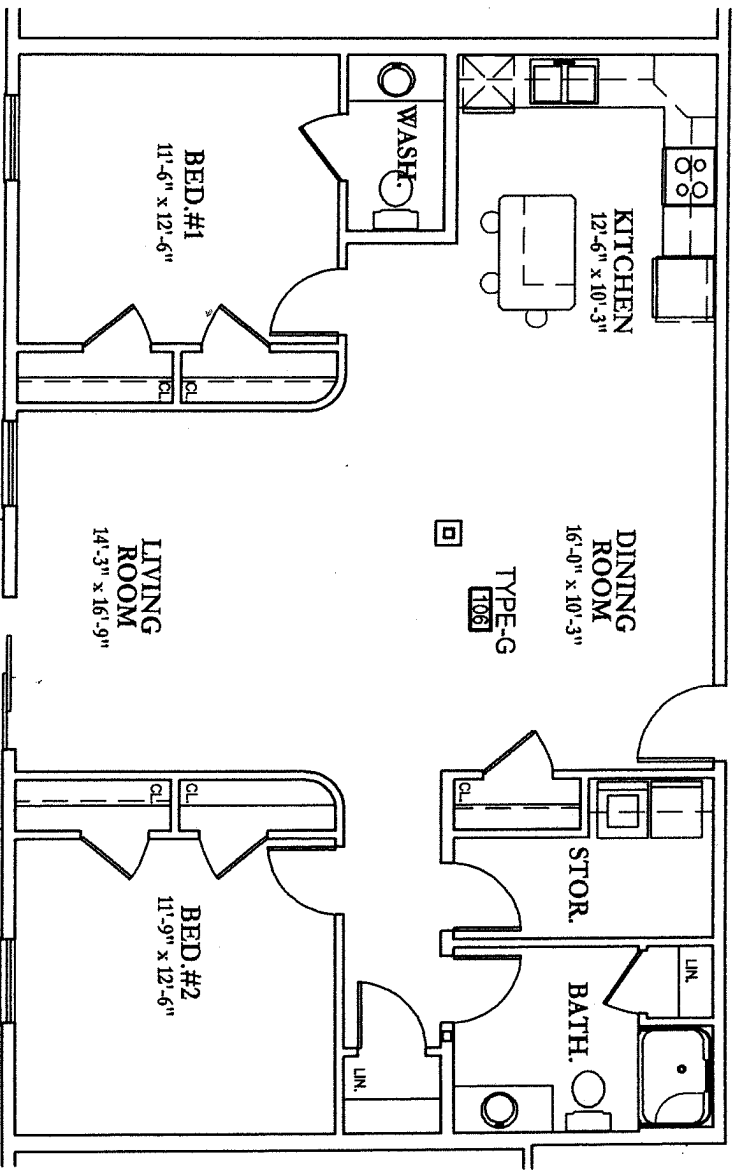 BED.#1
11'-6" x 12'-6"
WASH.
KITCHEN
12'-6" x 10'-3"
CL.
CL.
LIVING
ROOM
14'-3" x 16'-9"
DINING
ROOM
16'-0" x 10'-3"
TYPE-G
106
CL.
CL.
CL.
STOR.
BED.#2
11'-9" x 12'-6"
BATH.
LIN.
LIN.